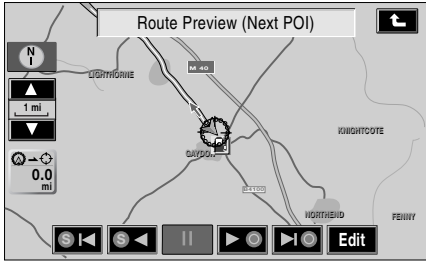 Route Preview (Next POI)
N
LIGHTHORNE
M 40
1 mi
KNIGHTCOTE
GAYDON
0.0
mi
B4100
NORTHEND
FENNY
S
S
Edit